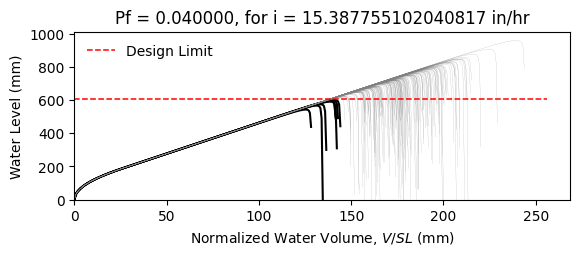 Pf = 0.040000, for i = 15.387755102040817 in/hr
Water Level (mm)
1000
800
600
400
200
0
Design Limit
0 50 100 150 200 250
Normalized Water Volume, V/SL (mm)